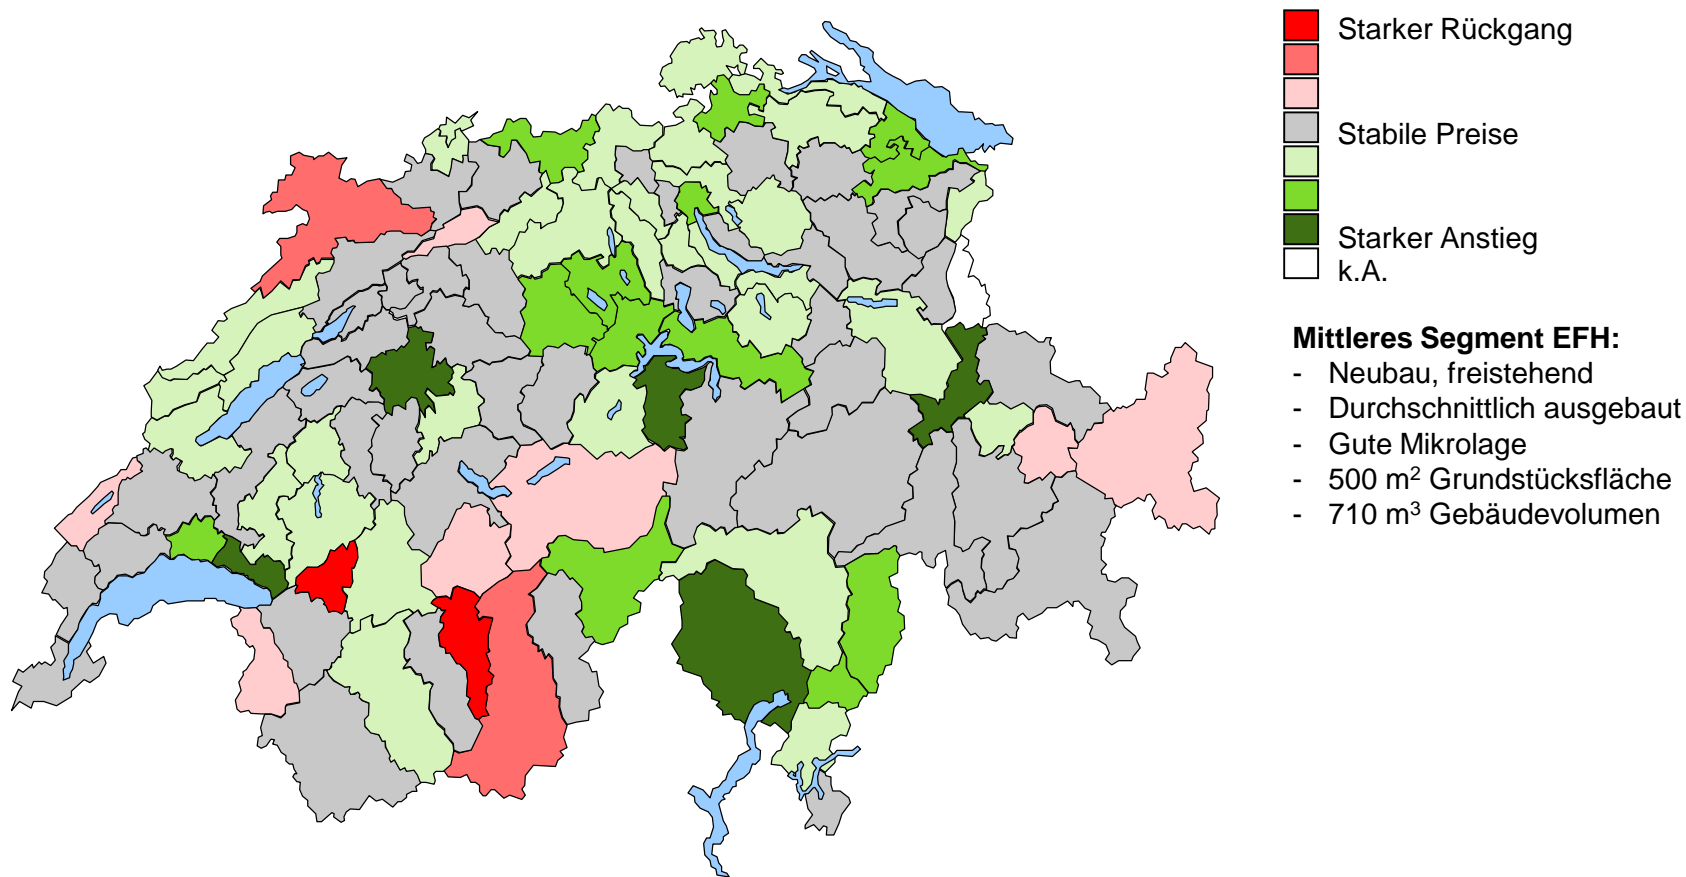 Starker Rückgang
Stabile Preise
Starker Anstieg
k.A.
Mittleres Segment EFH:
- Neubau, freistehend
- Durchschnittlich ausgebaut
- Gute Mikrolage
- 500 m² Grundstücksfläche
- 710 m³ Gebäudevolumen